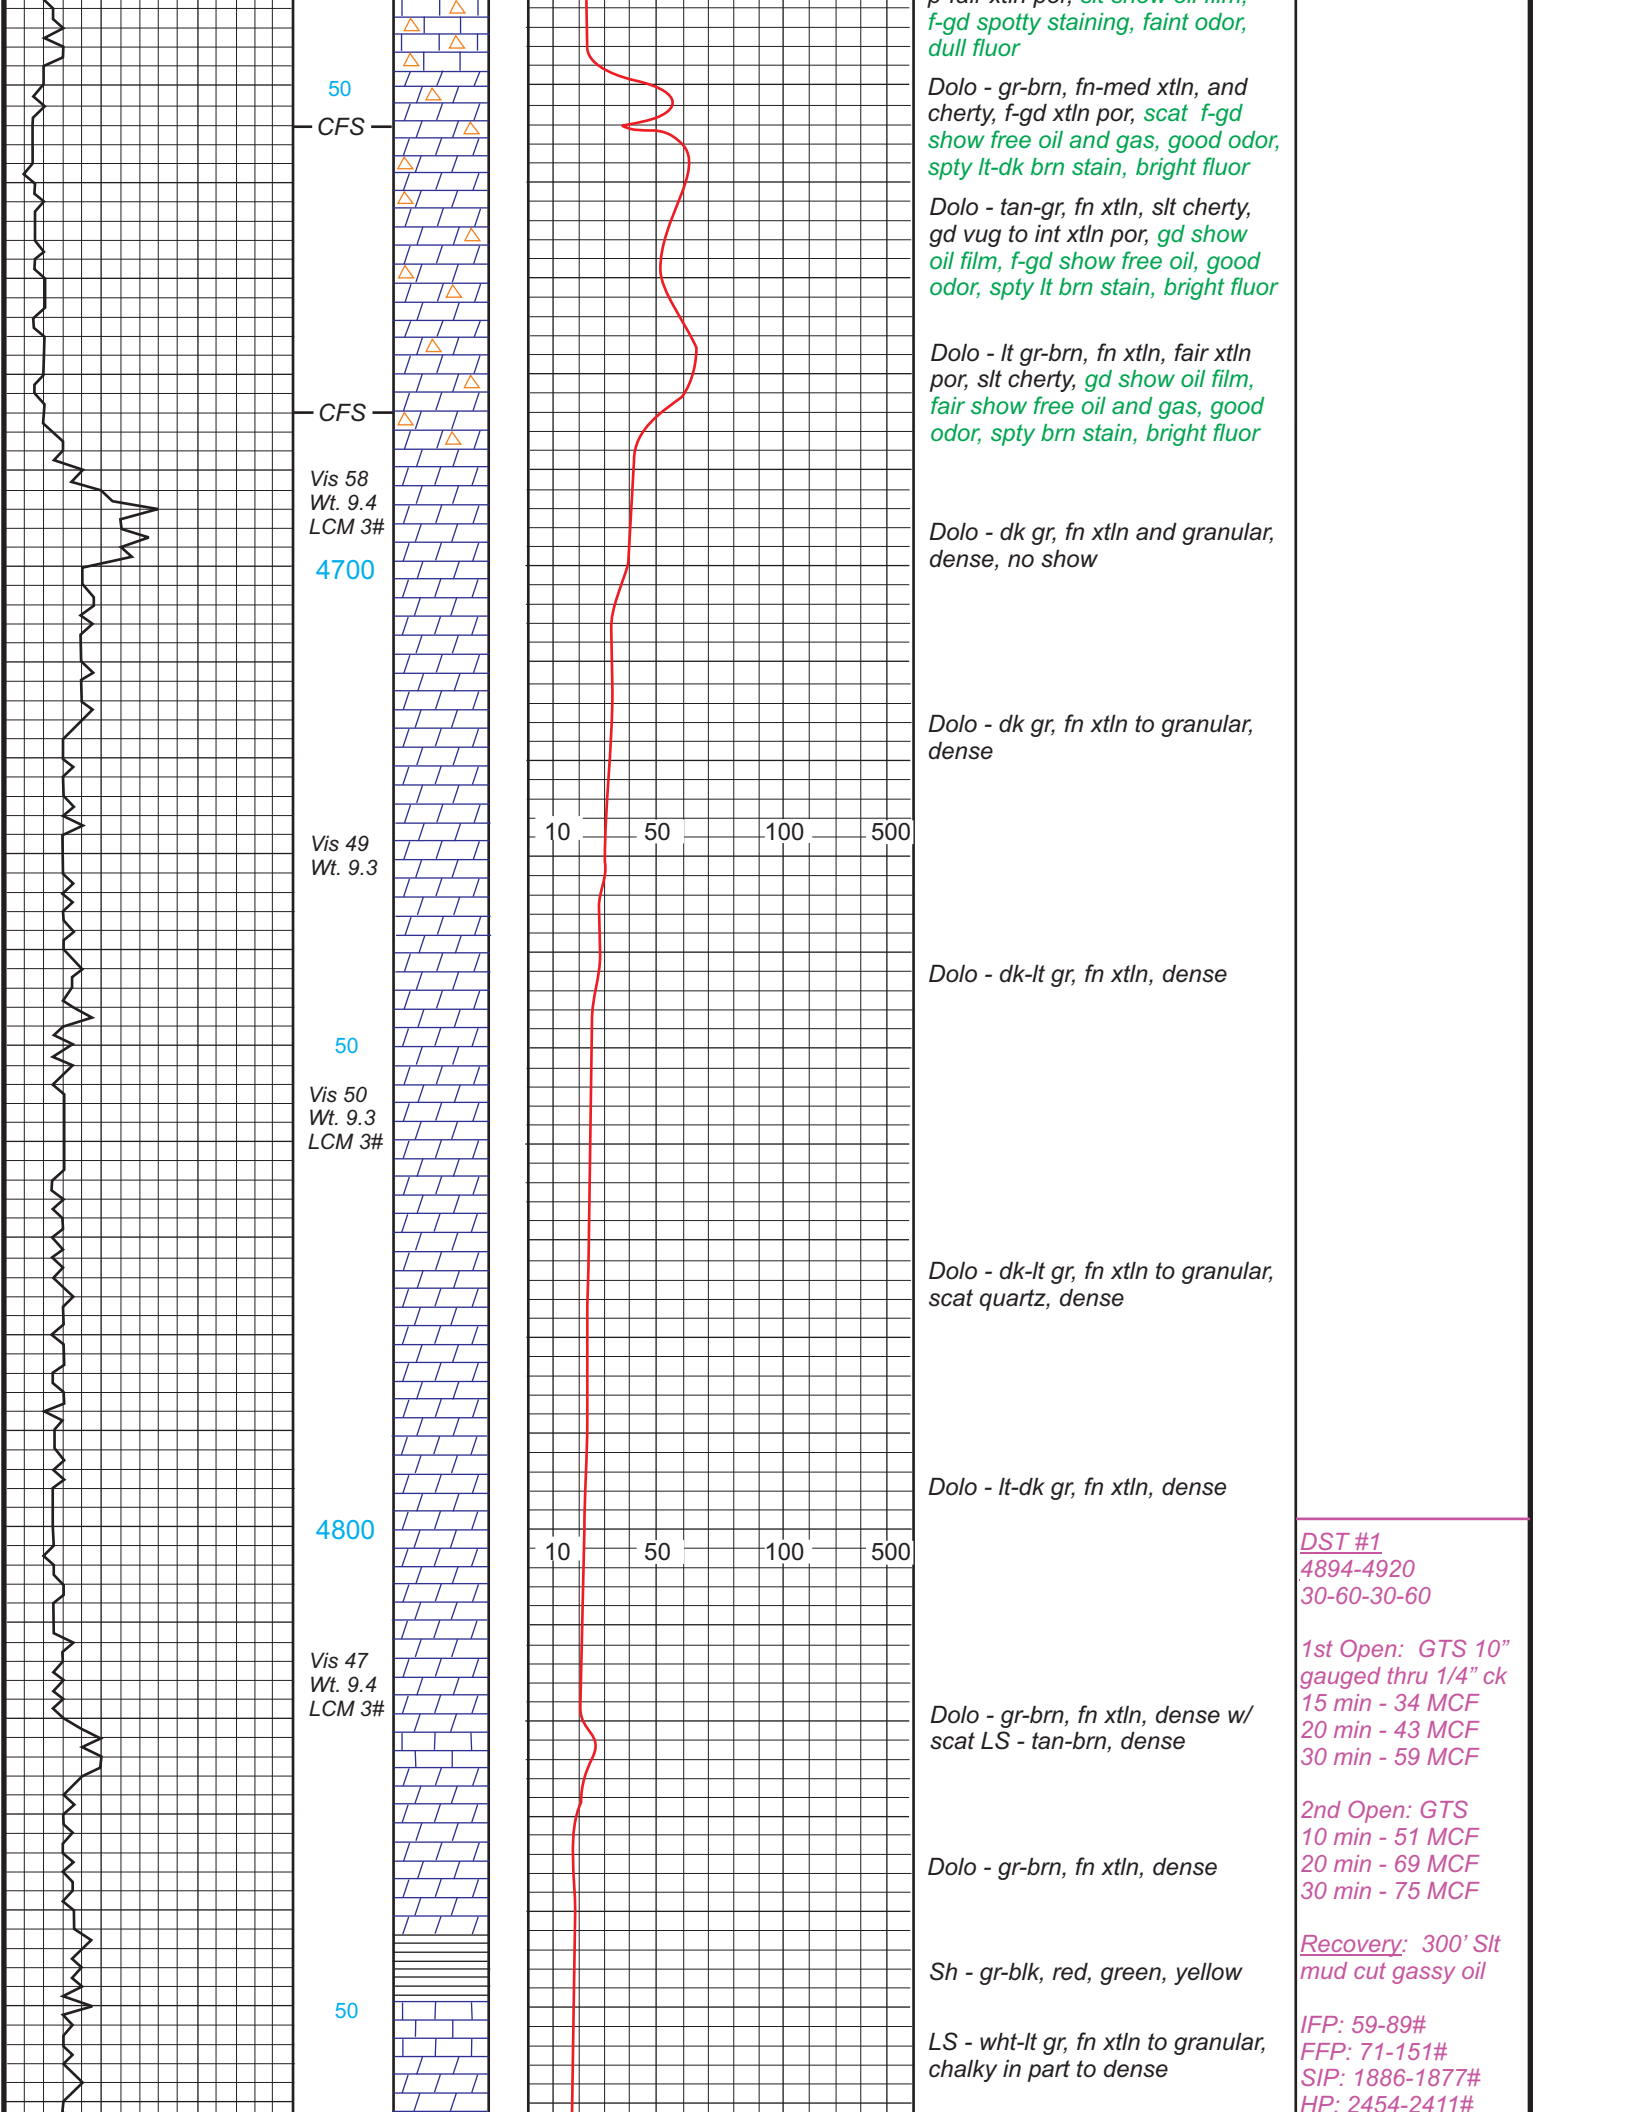 p-fair xtln por, slt show oil film,
f-gd spotty staining, faint odor,
dull fluor
50
CFS
Dolo - gr-brn, fn-med xtln, and
cherty, f-gd xtln por, scat f-gd
show free oil and gas, good odor,
spty lt-dk brn stain, bright fluor
Dolo - tan-gr, fn xtln, slt cherty,
gd vug to int xtln por, gd show
oil film, f-gd show free oil, good
odor, spty lt brn stain, bright fluor
Dolo - lt gr-brn, fn xtln, fair xtln
por, slt cherty, gd show oil film,
fair show free oil and gas, good
odor, spty brn stain, bright fluor
CFS
Vis 58
Wt. 9.4
LCM 3#
4700
Dolo - dk gr, fn xtln and granular,
dense, no show
Dolo - dk gr, fn xtln to granular,
dense
10 50 100 500
Vis 49
Wt. 9.3
Dolo - dk-lt gr, fn xtln, dense
50
Vis 50
Wt. 9.3
LCM 3#
Dolo - dk-lt gr, fn xtln to granular,
scat quartz, dense
Dolo - lt-dk gr, fn xtln, dense
4800
10 50 100 500
Vis 47
Wt. 9.4
LCM 3#
Dolo - gr-brn, fn xtln, dense w/
scat LS - tan-brn, dense
Dolo - gr-brn, fn xtln, dense
Sh - gr-blk, red, green, yellow
50
LS - wht-lt gr, fn xtln to granular,
chalky in part to dense
DST #1
4894-4920
30-60-30-60
1st Open: GTS 10”
gauged thru 1/4” ck
15 min - 34 MCF
20 min - 43 MCF
30 min - 59 MCF
2nd Open: GTS
10 min - 51 MCF
20 min - 69 MCF
30 min - 75 MCF
Recovery: 300’ Slt
mud cut gassy oil
IFP: 59-89#
FFP: 71-151#
SIP: 1886-1877#
HP: 2454-2411#